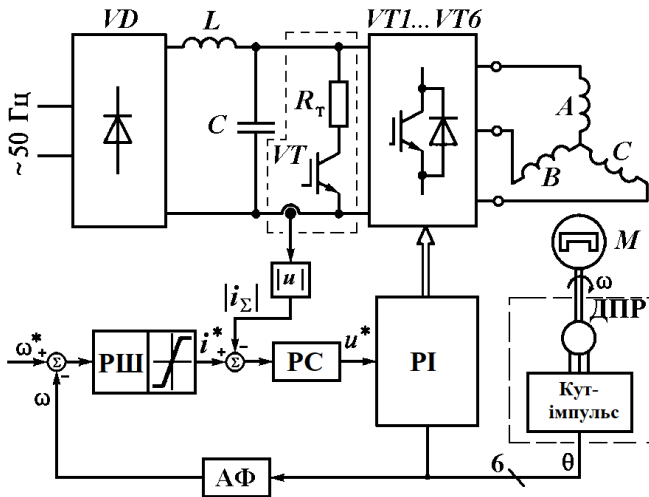 VD
L
VT1...VT6
~ 50 Гц
C
Rт
VT
A
B
C
M
ω
ДПР
|u|
|iΣ|
ω*
+
Σ
−
ω
РШ
i*
+
Σ
−
РС
u*
РІ
Кут-
імпульс
АФ
6
θ